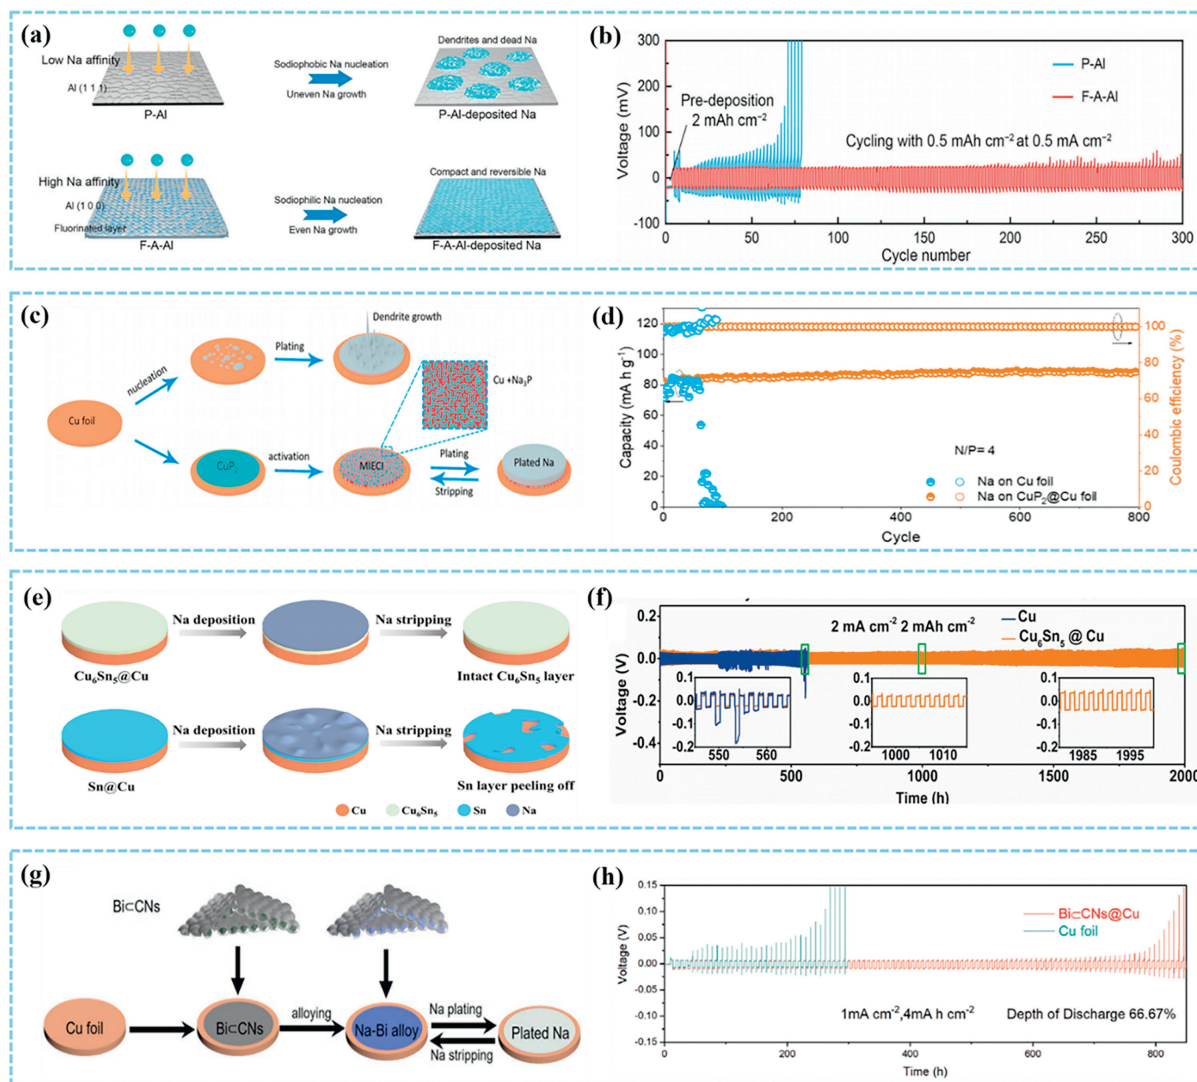 (a)
Low Na affinity
Al (1 1 1)
P-Al
Sodiophobic Na nucleation
Uneven Na growth
Dendrites and dead Na
P-Al-deposited Na
High Na affinity
Al (1 0 0)
Fluorinated layer
F-A-Al
Sodiophilic Na nucleation
Even Na growth
Compact and reversible Na
F-A-Al-deposited Na
(b)
Voltage (mV)
300
200
100
0
-100
P-Al
F-A-Al
Pre-deposition
2 mAh cm⁻²
Cycling with 0.5 mAh cm⁻² at 0.5 mA cm⁻²
0 50 100 150 200 250 300
Cycle number
(c)
Cu foil
nucleation
Plating
Dendrite growth
Cu +Na₃P
CuP₂
activation
MIECI
Plating
Stripping
Plated Na
(d)
Capacity (mA h g⁻¹)
120
100
80
60
40
20
0
Coulombic efficiency (%)
100
80
60
40
20
0
N/P= 4
Na on Cu foil
Na on CuP₂@Cu foil
0 200 400 600 800
Cycle
(e)
Cu₆Sn₅@Cu
Na deposition
Na stripping
Intact Cu₆Sn₅ layer
Sn@Cu
Na deposition
Na stripping
Sn layer peeling off
Cu Cu₆Sn₅ Sn Na
(f)
Voltage (V)
0.2
0.0
-0.2
-0.4
2 mA cm⁻² 2 mAh cm⁻²
Cu
Cu₆Sn₅ @ Cu
0.1
0.0
-0.1
-0.2
550 560
0.1
0.0
-0.1
-0.2
1000 1010
0.1
0.0
-0.1
-0.2
1985 1995
0 500 1000 1500 2000
Time (h)
(g)
Bi⊂CNs
Cu foil
Bi⊂CNs
alloying
Na-Bi alloy
Na plating
Na stripping
Plated Na
(h)
Voltage (V)
0.15
0.10
0.05
0.00
-0.05
-0.10
-0.15
Bi⊂CNs@Cu
Cu foil
1mA cm⁻²,4mA h cm⁻²
Depth of Discharge 66.67%
0 200 400 600 800
Time (h)